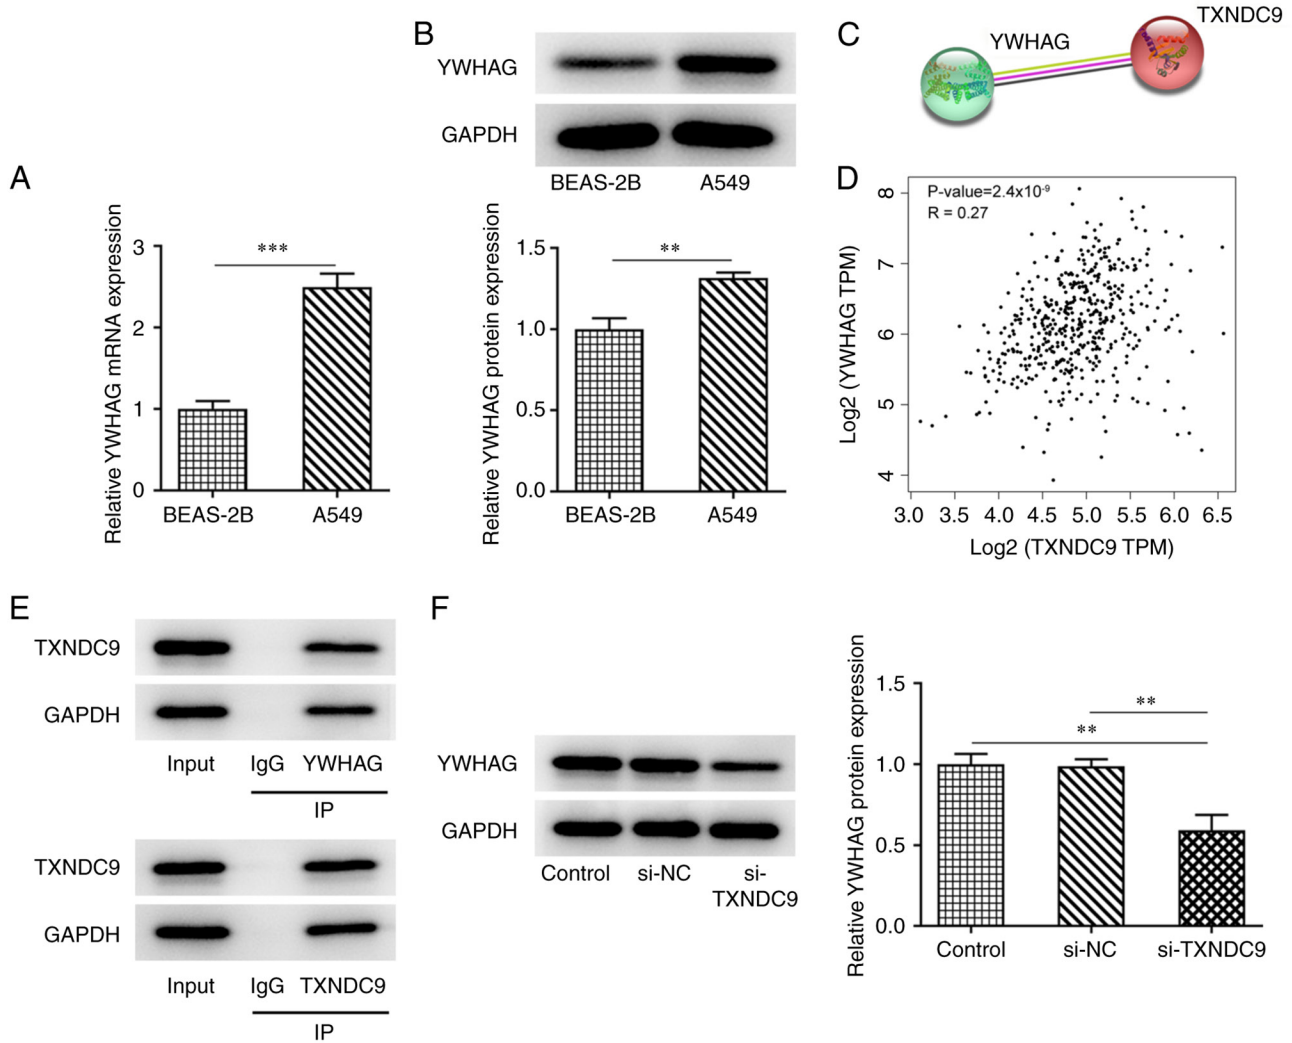 A
Relative YWHAG mRNA expression
3
2
1
0
***
BEAS-2B
A549
B
YWHAG
GAPDH
BEAS-2B
A549
Relative YWHAG protein expression
1.5
1.0
0.5
0.0
**
BEAS-2B
A549
C
YWHAG
TXNDC9
D
P-value=2.4x10⁻⁹
R = 0.27
Log2 (YWHAG TPM)
8
7
6
5
4
3.0 3.5 4.0 4.5 5.0 5.5 6.0 6.5
Log2 (TXNDC9 TPM)
E
TXNDC9
GAPDH
Input IgG YWHAG
IP
TXNDC9
GAPDH
Input IgG TXNDC9
IP
F
YWHAG
GAPDH
Control si-NC si-
TXNDC9
Relative YWHAG protein expression
1.5
1.0
0.5
0.0
**
**
Control si-NC si-TXNDC9